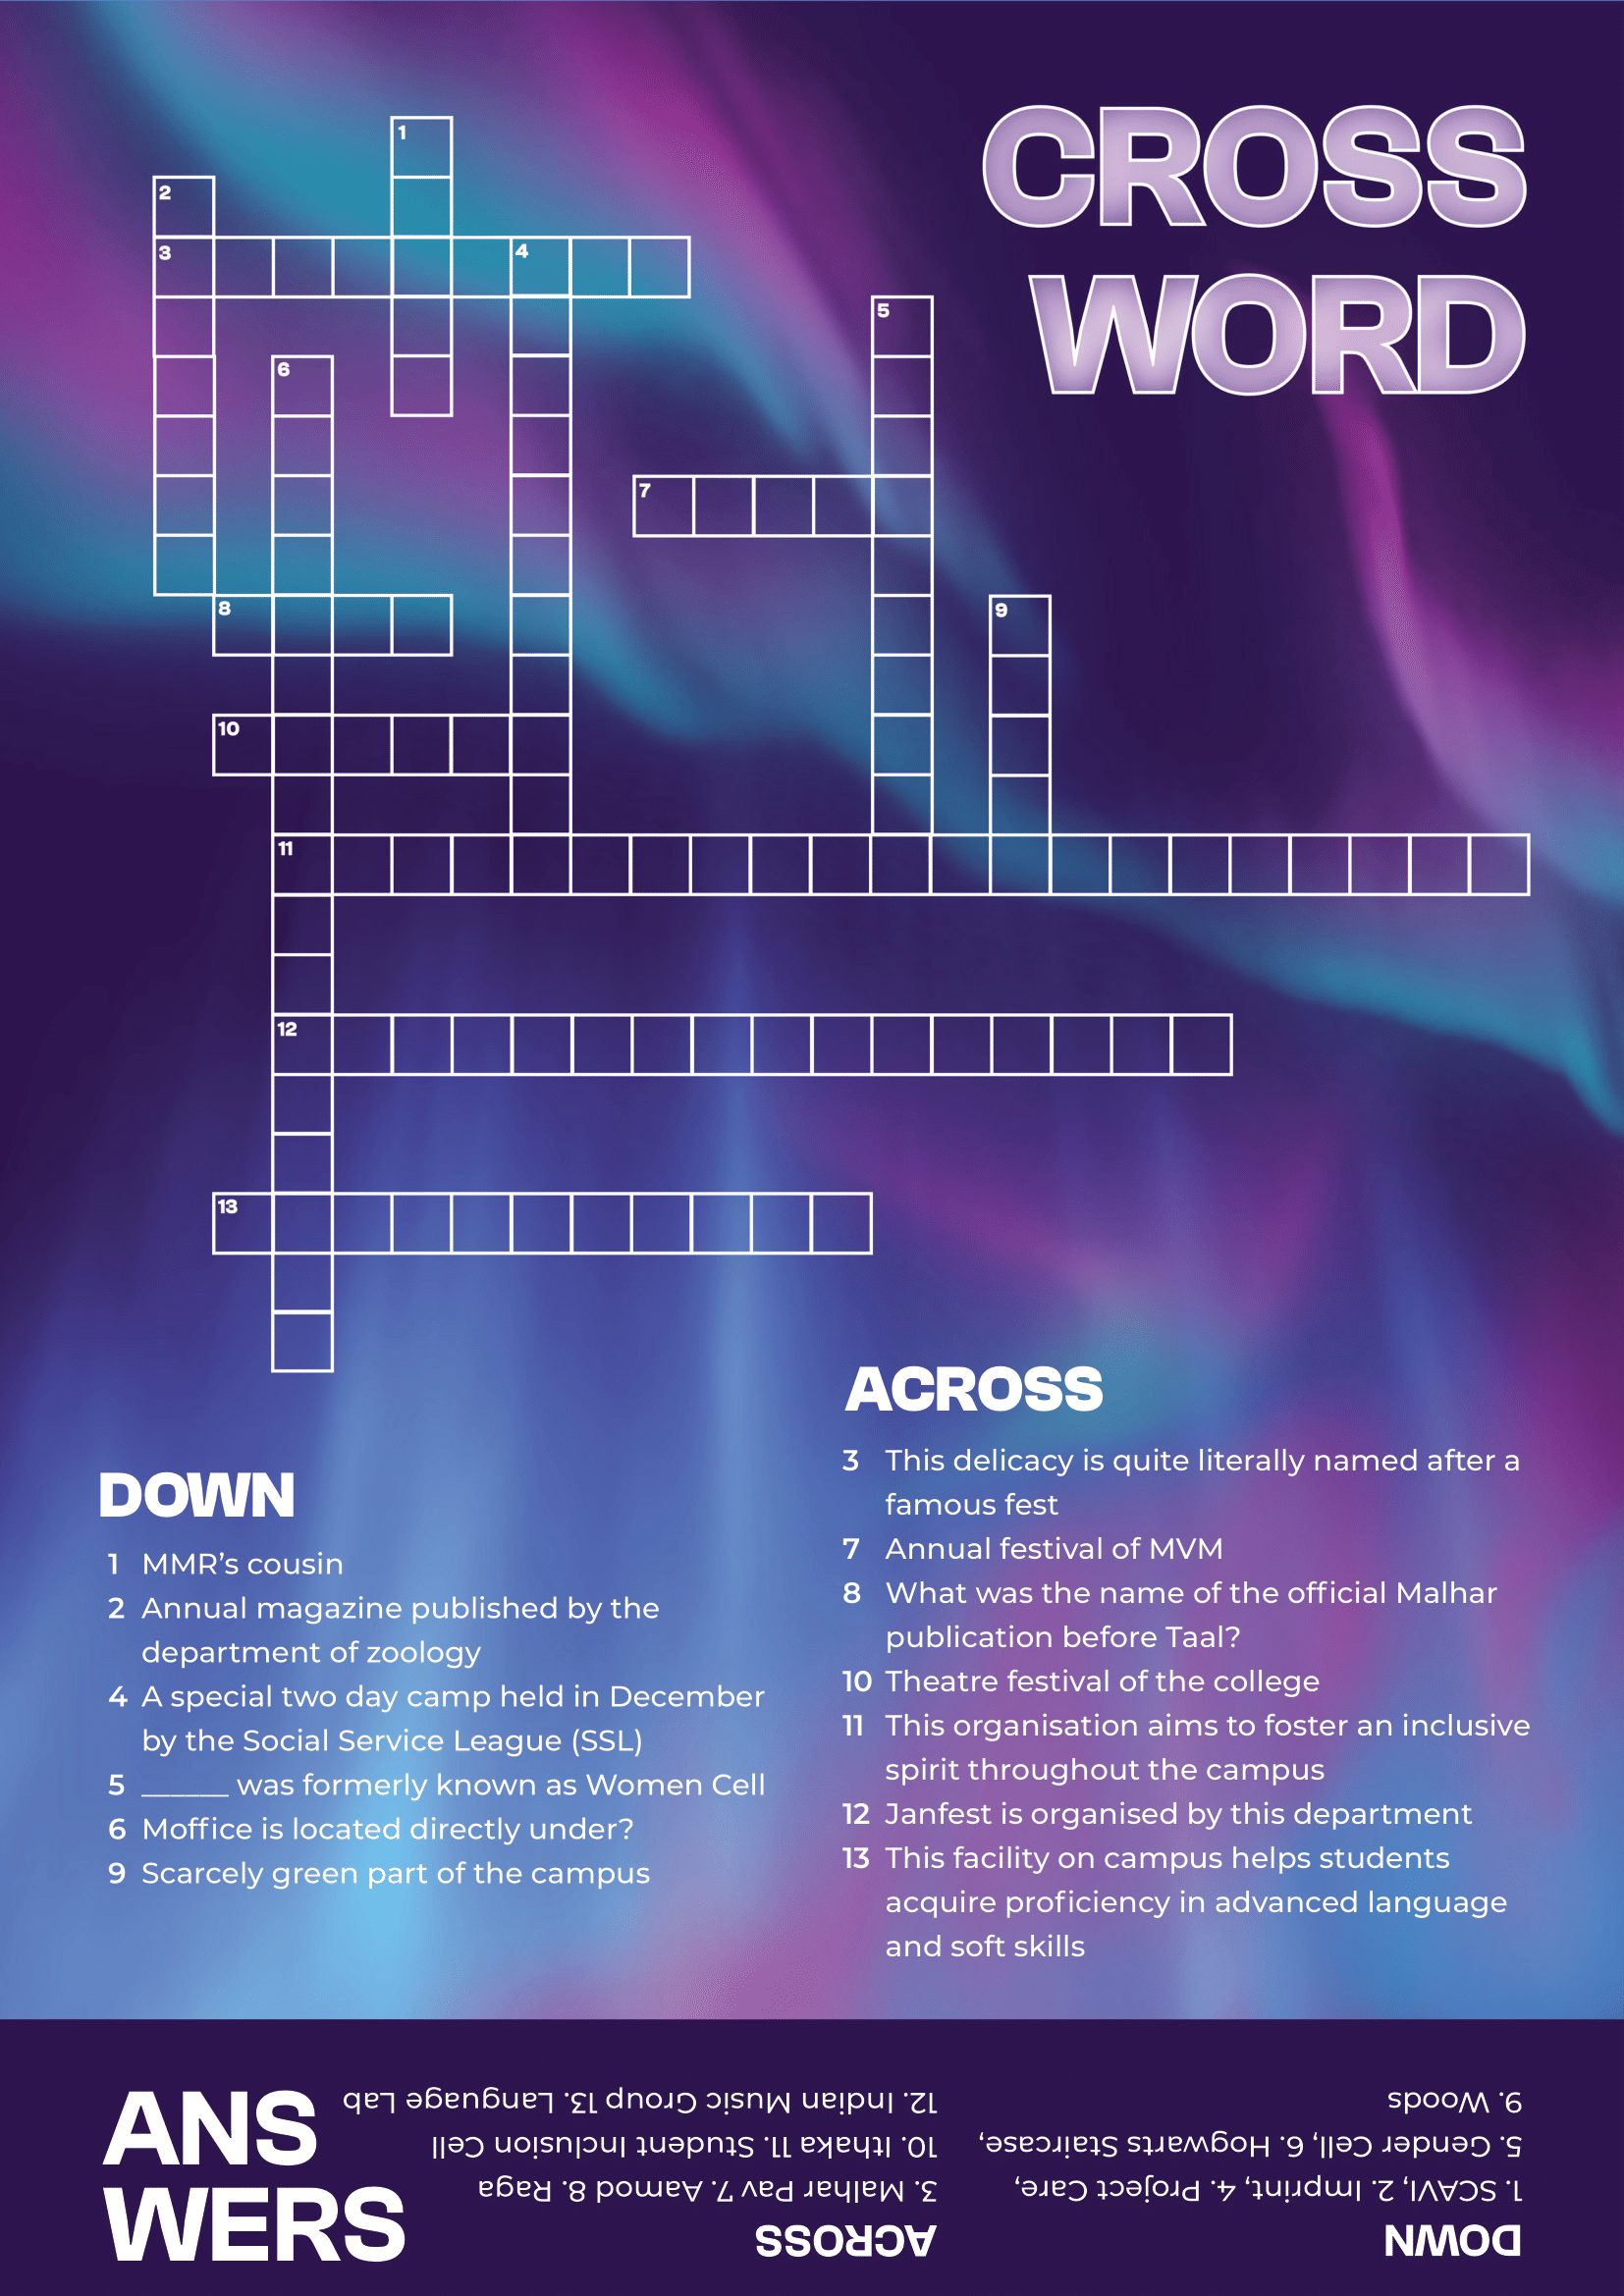 CROSS
WORD
1
2
3
4
5
6
7
8
9
10
11
12
13
DOWN
1 MMR’s cousin
2 Annual magazine published by the
department of zoology
4 A special two day camp held in December
by the Social Service League (SSL)
5 ______ was formerly known as Women Cell
6 Moffice is located directly under?
9 Scarcely green part of the campus
ACROSS
3 This delicacy is quite literally named after a
famous fest
7 Annual festival of MVM
8 What was the name of the official Malhar
publication before Taal?
10 Theatre festival of the college
11 This organisation aims to foster an inclusive
spirit throughout the campus
12 Janfest is organised by this department
13 This facility on campus helps students
acquire proficiency in advanced language
and soft skills
ANS
WERS
DOWN
1. SCAVI, 2. Imprint, 4. Project Care,
5. Gender Cell, 6. Hogwarts Staircase,
9. Woods
ACROSS
3. Malhar Pav 7. Aamod 8. Raga
10. Ithaka 11. Student Inclusion Cell
12. Indian Music Group 13. Language Lab